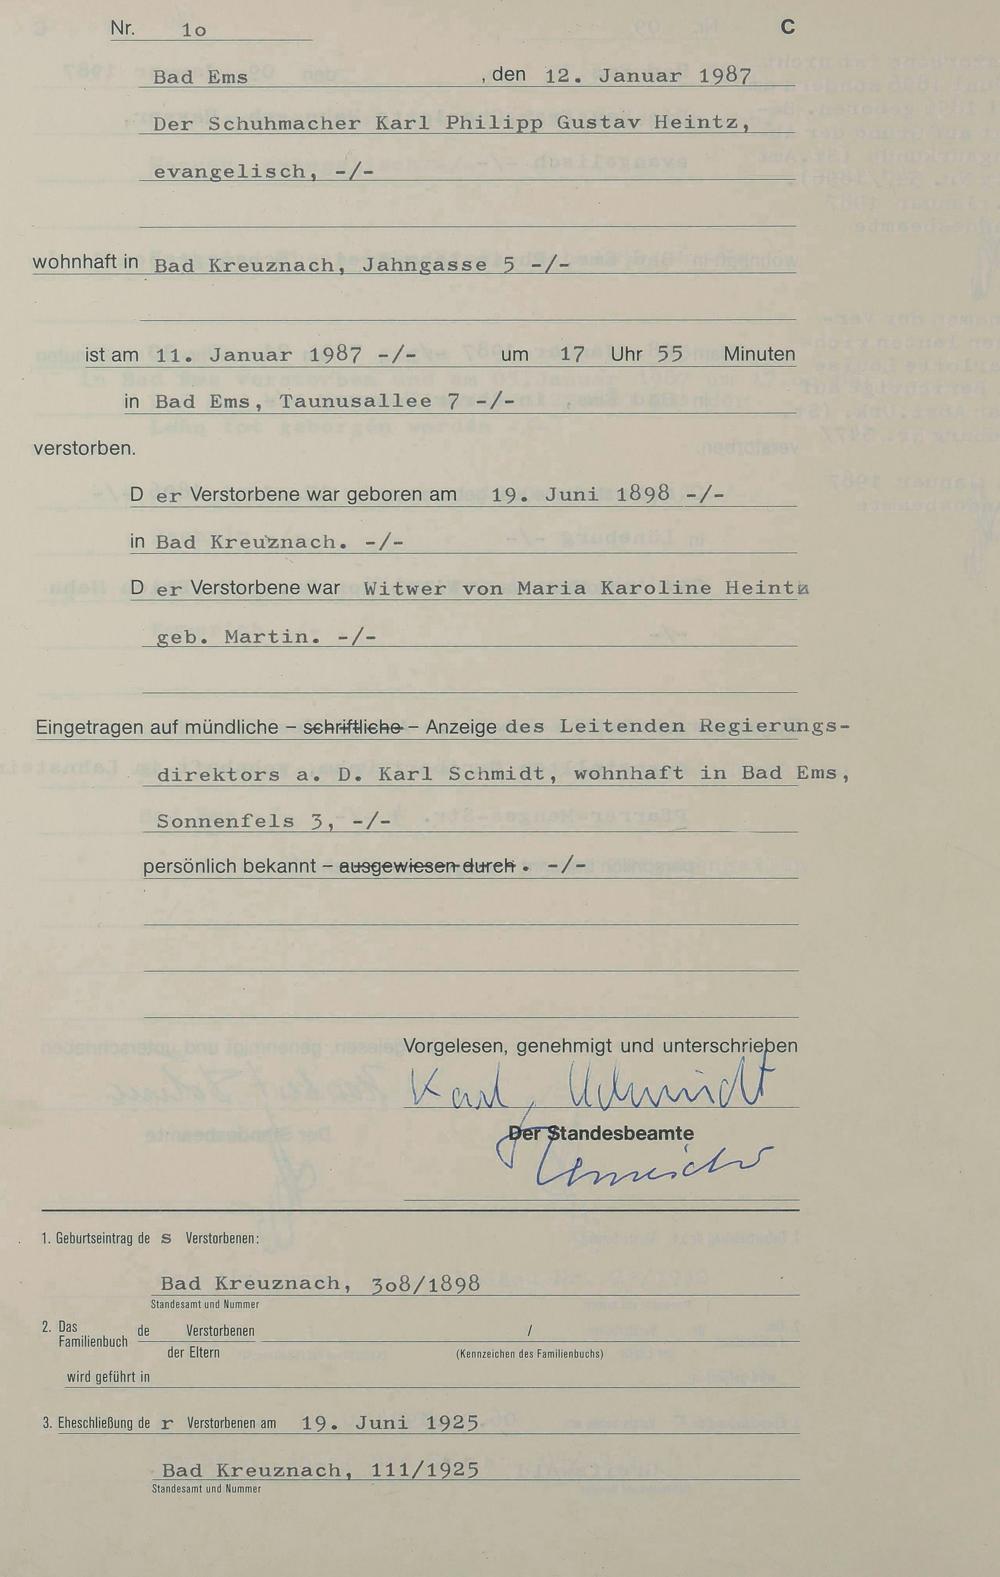 Nr. 1o C
Bad Ems , den 12. Januar 1987
Der Schuhmacher Karl Philipp Gustav Heintz,
evangelisch, -/-
wohnhaft in Bad Kreuznach, Jahngasse 5 -/-
ist am 11. Januar 1987 -/- um 17 Uhr 55 Minuten
in Bad Ems, Taunusallee 7 -/-
verstorben.
D er Verstorbene war geboren am 19. Juni 1898 -/-
in Bad Kreuznach. -/-
D er Verstorbene war Witwer von Maria Karoline Heintz
geb. Martin. -/-
Eingetragen auf mündliche – schriftliche – Anzeige des Leitenden Regierungs-
direktors a. D. Karl Schmidt, wohnhaft in Bad Ems,
Sonnenfels 3, -/-
persönlich bekannt – ausgewiesen durch . -/-
Vorgelesen, genehmigt und unterschrieben
Karl Schmidt
Der Standesbeamte
1. Geburtseintrag de s Verstorbenen:
Bad Kreuznach, 3o8/1898
Standesamt und Nummer
2. Das Familienbuch de Verstorbenen /
der Eltern (Kennzeichen des Familienbuchs)
wird geführt in
3. Eheschließung de r Verstorbenen am 19. Juni 1925
Bad Kreuznach, 111/1925
Standesamt und Nummer